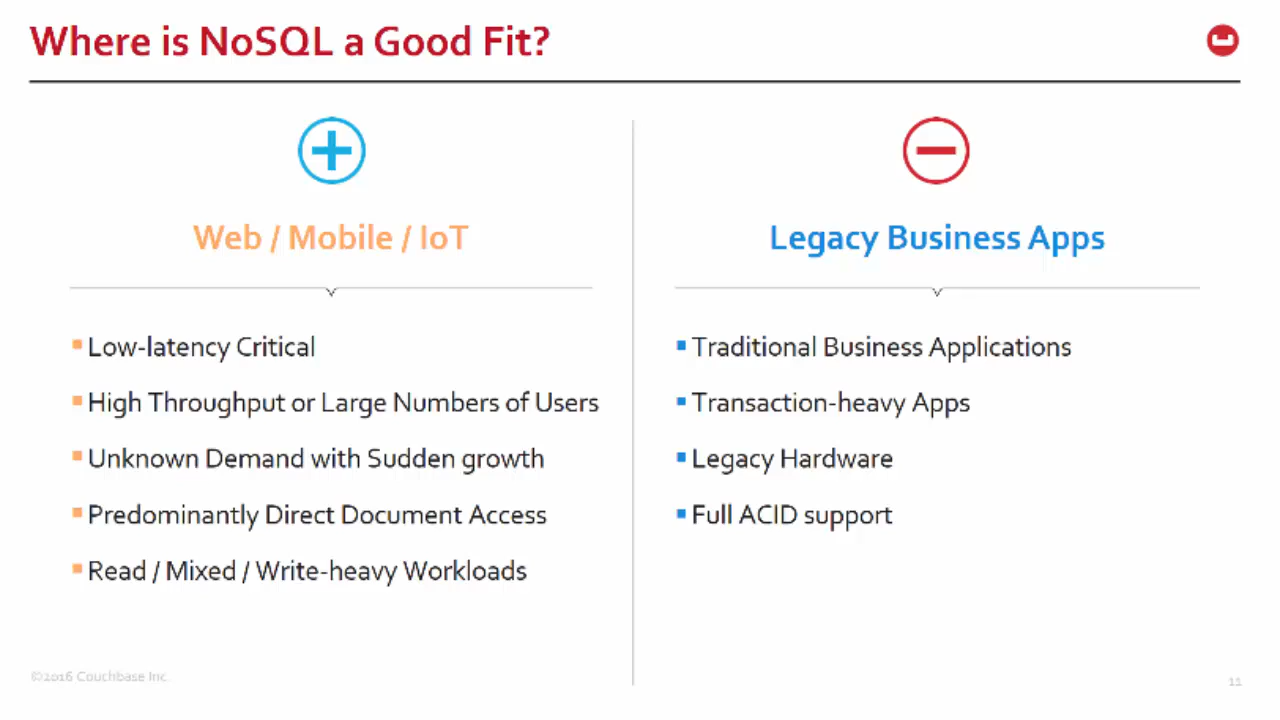 Where is NoSQL a Good Fit?
Web / Mobile / IoT
Low-latency Critical
High Throughput or Large Numbers of Users
Unknown Demand with Sudden growth
Predominantly Direct Document Access
Read / Mixed / Write-heavy Workloads
Legacy Business Apps
Traditional Business Applications
Transaction-heavy Apps
Legacy Hardware
Full ACID support
©2016 Couchbase Inc.
11